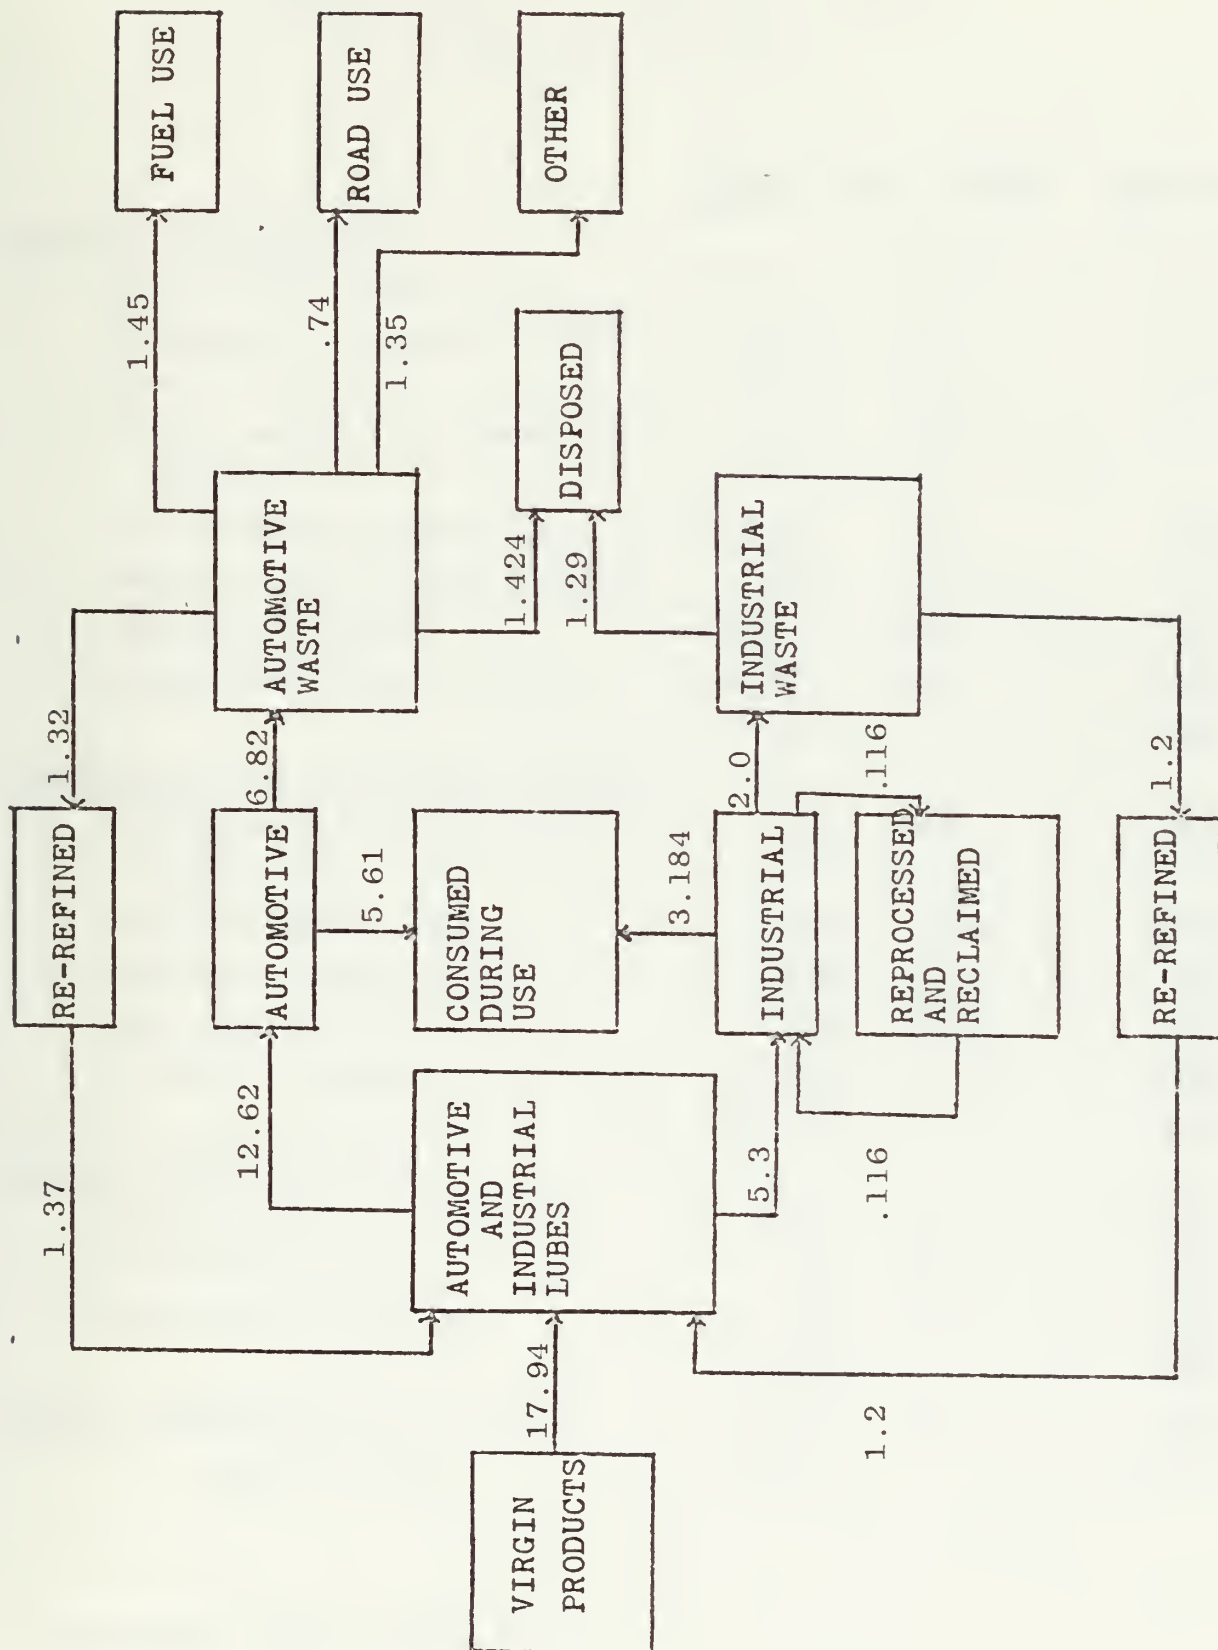 RE-REFINED
1.37
1.32
12.62
AUTOMOTIVE
6.82
AUTOMOTIVE
WASTE
1.45
FUEL USE
.74
ROAD USE
1.35
OTHER
5.61
VIRGIN
PRODUCTS
17.94
AUTOMOTIVE
AND
INDUSTRIAL
LUBES
CONSUMED
DURING
USE
1.424
1.29
DISPOSED
3.184
5.3
INDUSTRIAL
2.0
INDUSTRIAL
WASTE
.116
.116
REPROCESSED
AND
RECLAIMED
1.2
1.2
RE-REFINED